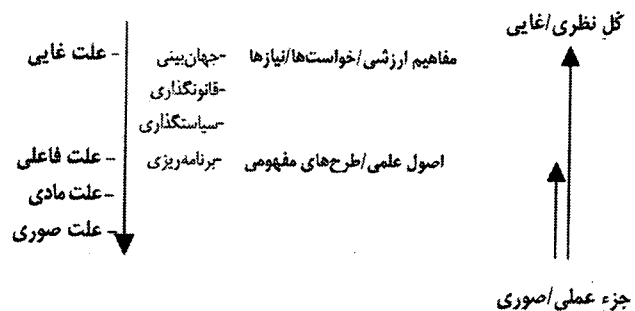 کل نظری/غایی
مفاهیم ارزشی/خواست‌ها/نیازها -جهان‌بینی - علت غایی
-قانونگذاری
-سیاستگذاری
اصول علمی/طرح‌های مفهومی -برنامه‌ریزی - علت فاعلی
- علت مادی
- علت صوری
جزء عملی/صوری